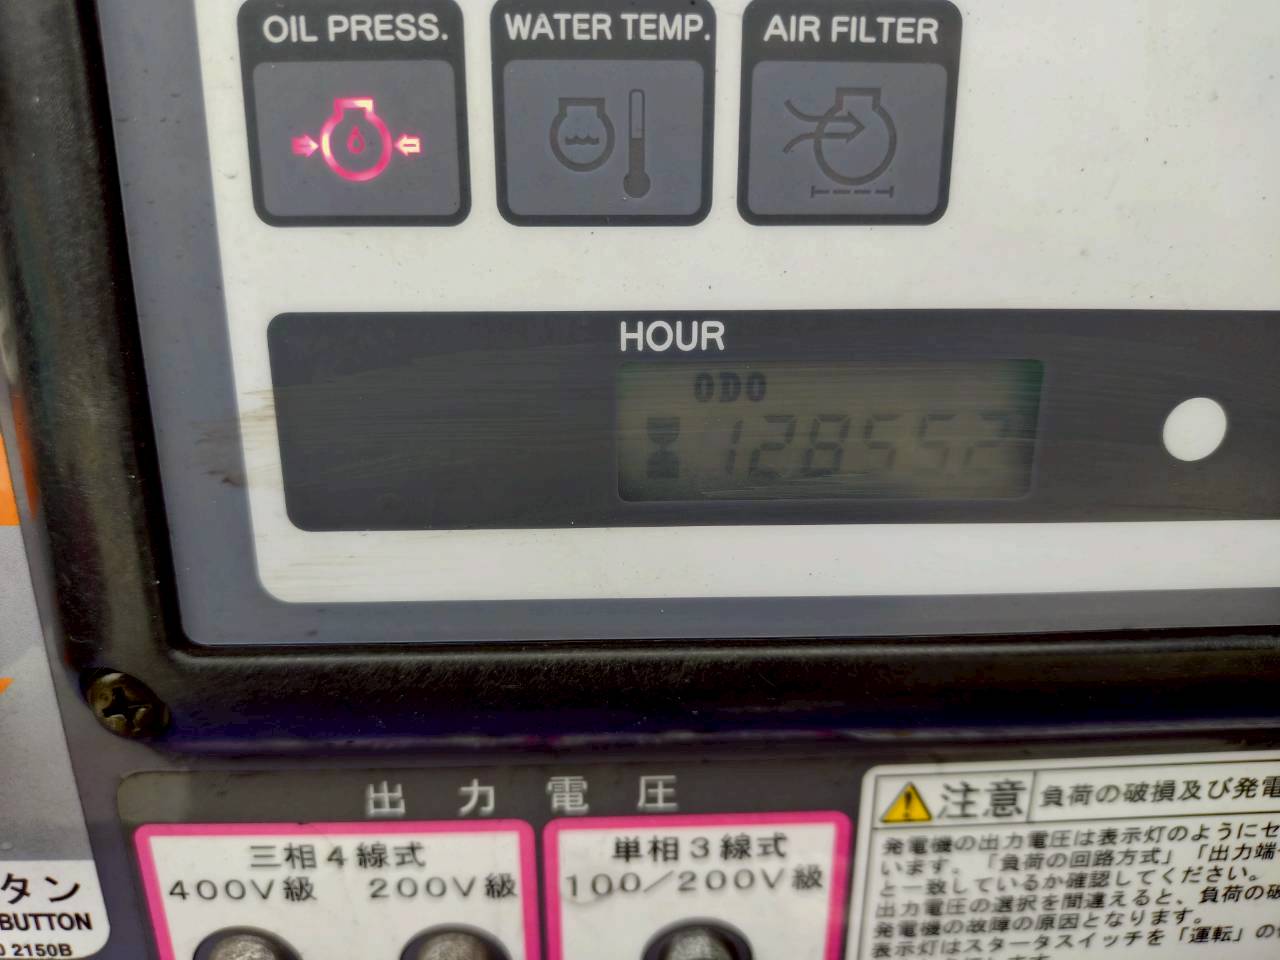 OIL PRESS.
WATER TEMP.
AIR FILTER
HOUR
ODO
128552
出力電圧
三相4線式
400V級 200V級
単相3線式
100/200V級
注意
負荷の破損及び発電
発電機の出力電圧は表示灯のようにセ
います。「負荷の回路方式」「出力端
と一致しているか確認してください。
出力電圧の選択を間違えると、負荷の破
発電機の故障の原因となります。
表示灯はスタータスイッチを「運転」の
タン
BUTTON
2150B